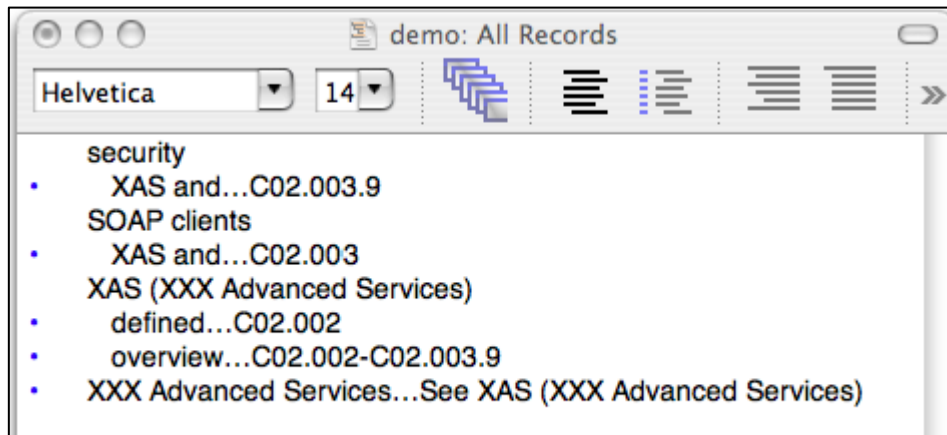 demo: All Records
Helvetica 14
security
XAS and...C02.003.9
SOAP clients
XAS and...C02.003
XAS (XXX Advanced Services)
defined...C02.002
overview...C02.002-C02.003.9
XXX Advanced Services...See XAS (XXX Advanced Services)